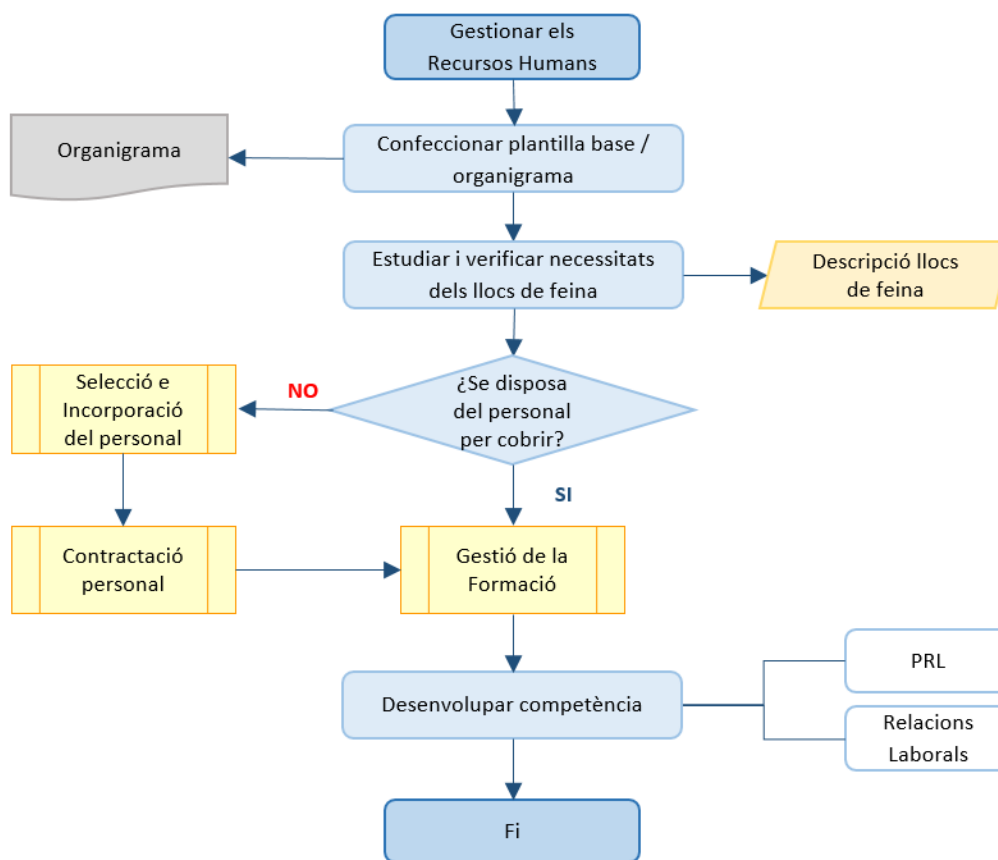 Gestionar els
Recursos Humans
Organigrama
Confeccionar plantilla base /
organigrama
Estudiar i verificar necessitats
dels llocs de feina
Descripció llocs
de feina
Selecció e
Incorporació
del personal
NO
¿Se disposa
del personal
per cobrir?
SI
Contractació
personal
Gestió de la
Formació
Desenvolupar competència
PRL
Relacions
Laborals
Fi